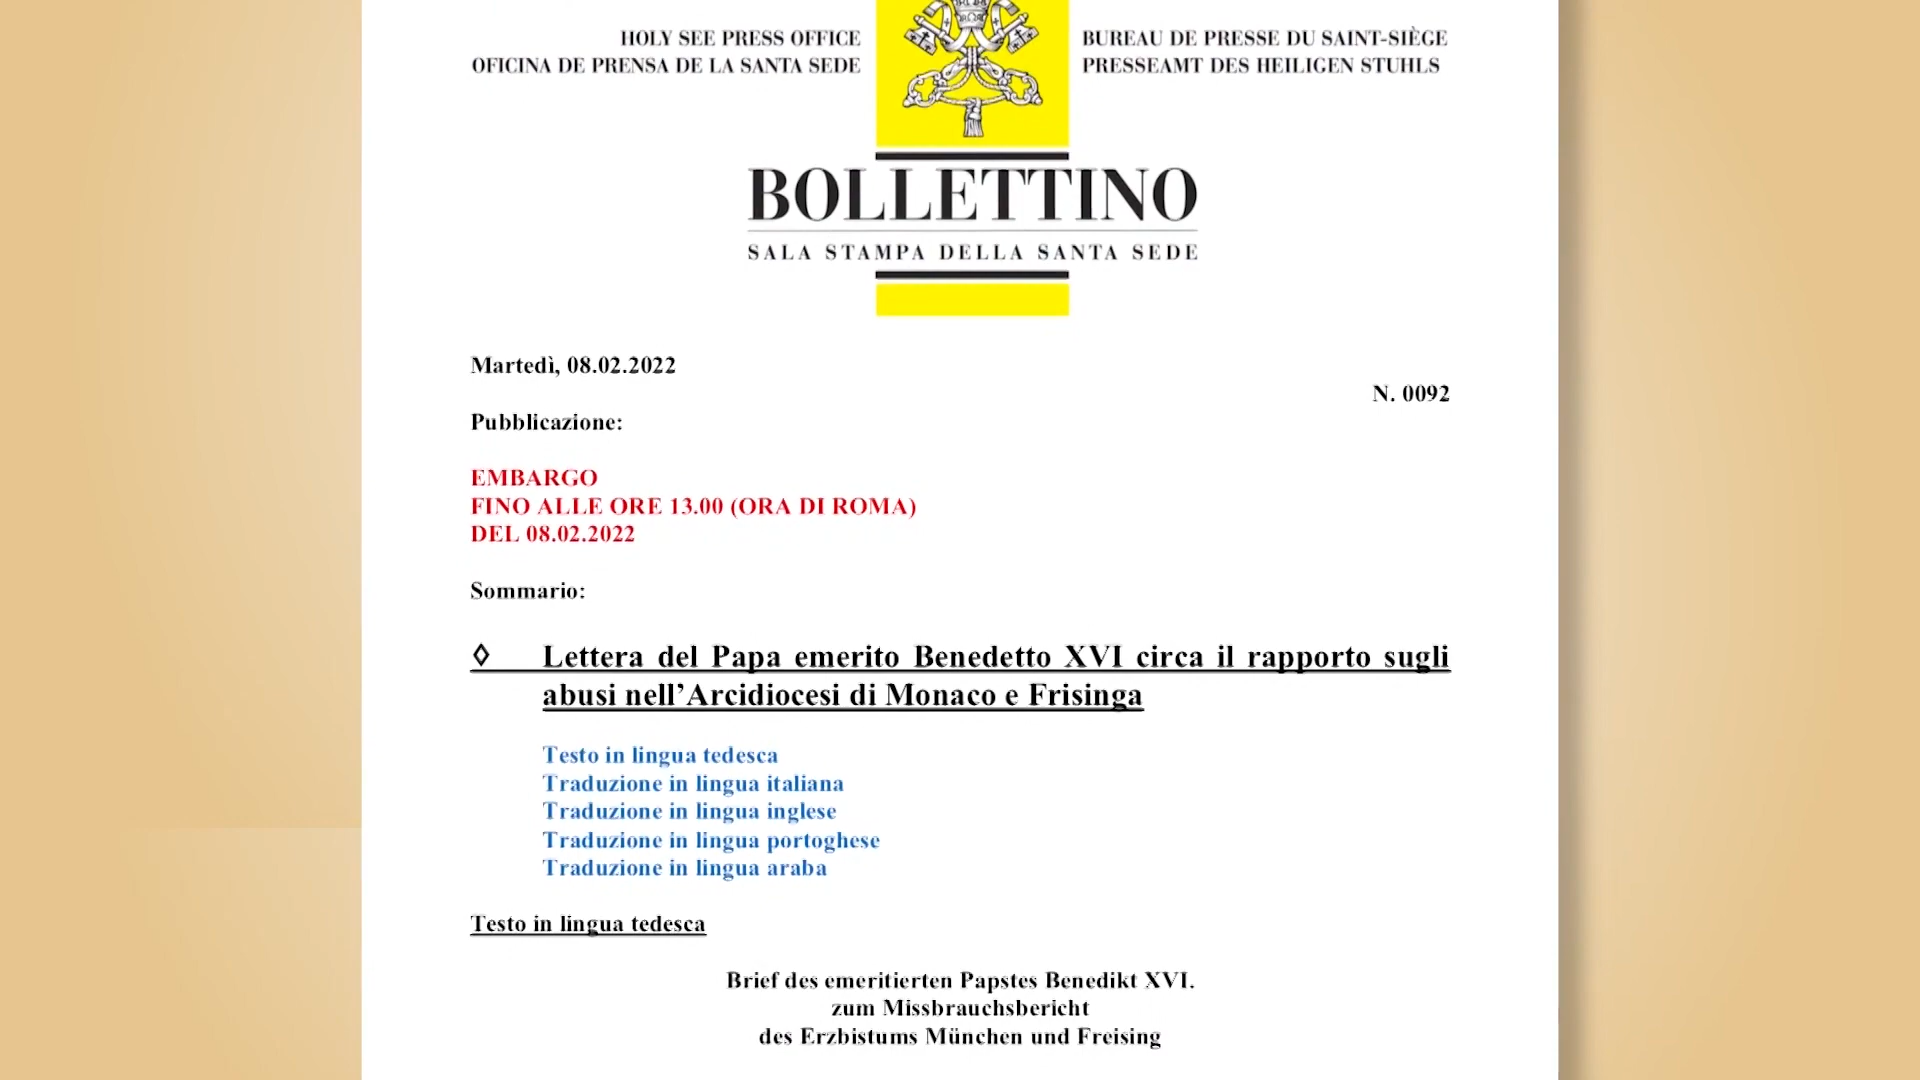 HOLY SEE PRESS OFFICE
OFICINA DE PRENSA DE LA SANTA SEDE
BUREAU DE PRESSE DU SAINT-SIÈGE
PRESSEAMT DES HEILIGEN STUHLS
BOLLETTINO
SALA STAMPA DELLA SANTA SEDE
Martedì, 08.02.2022
N. 0092
Pubblicazione:
EMBARGO
FINO ALLE ORE 13.00 (ORA DI ROMA)
DEL 08.02.2022
Sommario:
◊ Lettera del Papa emerito Benedetto XVI circa il rapporto sugli
abusi nell’Arcidiocesi di Monaco e Frisinga
Testo in lingua tedesca
Traduzione in lingua italiana
Traduzione in lingua inglese
Traduzione in lingua portoghese
Traduzione in lingua araba
Testo in lingua tedesca
Brief des emeritierten Papstes Benedikt XVI.
zum Missbrauchsbericht
des Erzbistums München und Freising